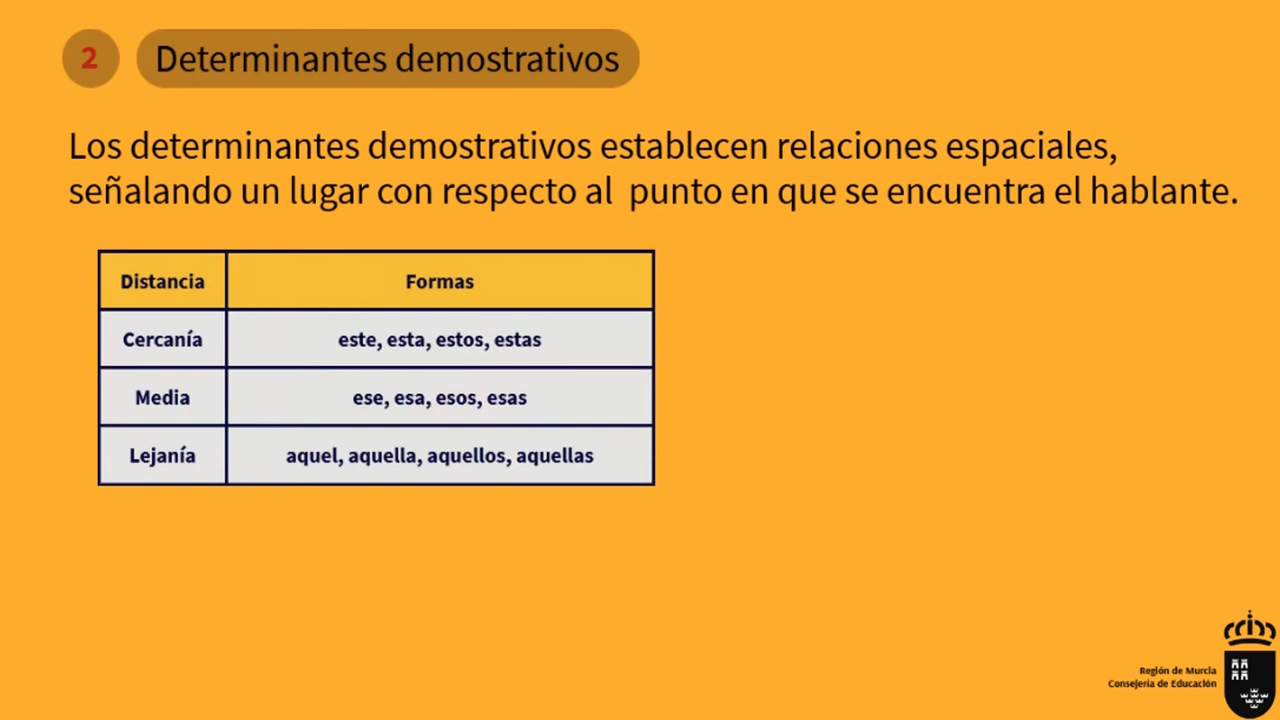 2 Determinantes demostrativos
Los determinantes demostrativos establecen relaciones espaciales,
señalando un lugar con respecto al punto en que se encuentra el hablante.
Distancia Formas
Cercanía este, esta, estos, estas
Media ese, esa, esos, esas
Lejanía aquel, aquella, aquellos, aquellas
Región de Murcia
Consejería de Educación